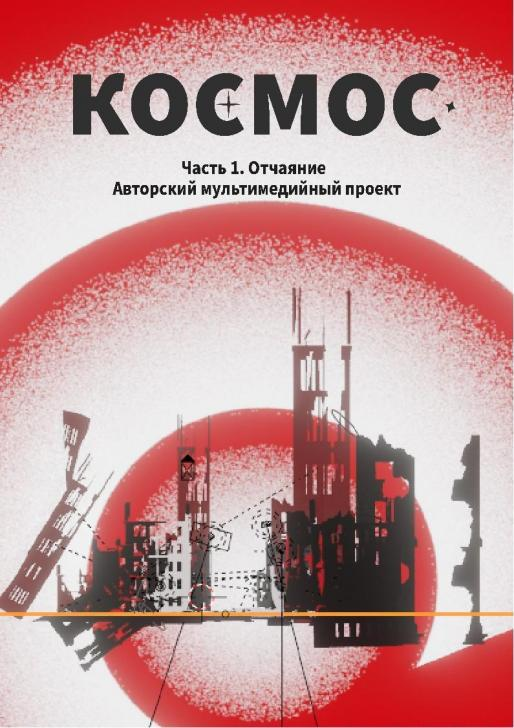 КОСМОС
Часть 1. Отчаяние
Авторский мультимедийный проект